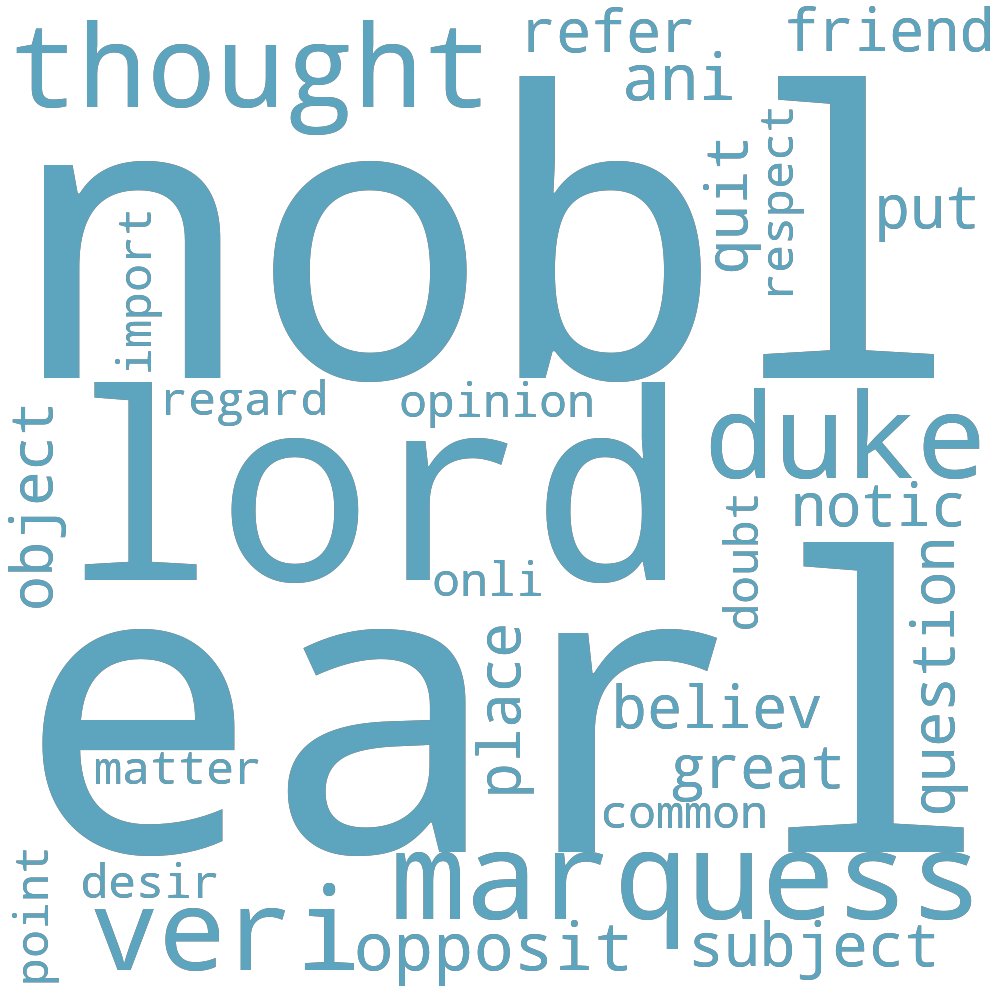 refer
friend
thought
ani
nobl
quit
respect
put
import
lord
regard
opinion
duke
object
notic
doubt
onli
earl
question
place
believ
matter
great
common
marquess
point
desir
veri
opposit
subject